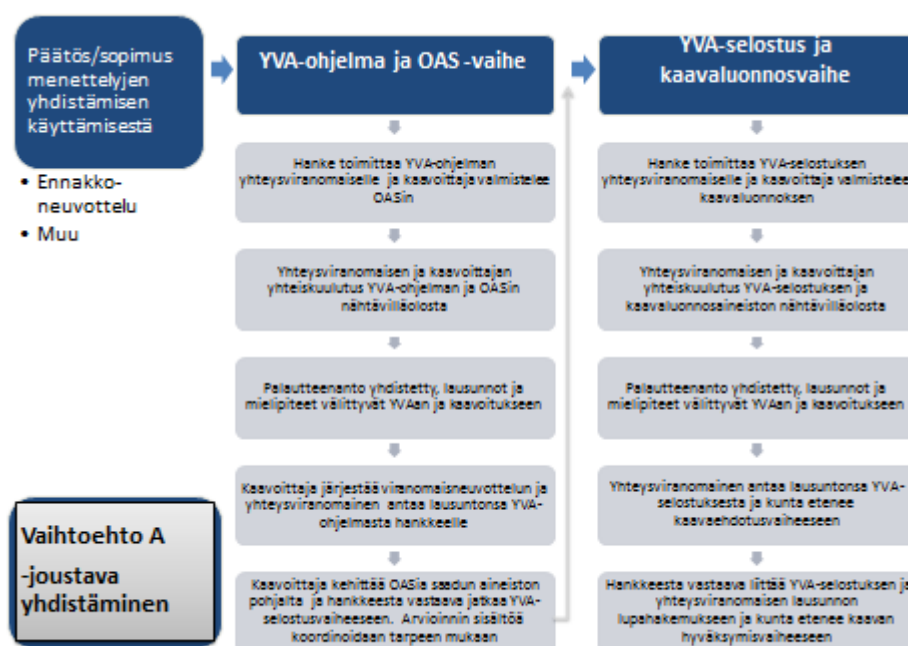 Päätös/sopimus
menettelyjen
yhdistämisen
käyttämisestä
• Ennakko-
neuvottelu
• Muu
Vaihtoehto A
-joustava
yhdistäminen
YVA-ohjelma ja OAS -vaihe
Hanke toimittaa YVA-ohjelman
yhteysviranomaiselle ja kaavoittaja valmistelee
OASin
Yhteysviranomaisen ja kaavoittajan
yhteiskuulutus YVA-ohjelman ja OASin
nähtävilläolosta
Palautteenanto yhdistetty, lausunnot ja
mielipiteet välittyvät YVAan ja kaavoitukseen
Kaavoittaja järjestää viranomaisneuvottelun ja
yhteysviranomainen antaa lausuntonsa YVA-
ohjelmasta hankkeelle
Kaavoittaja kehittää OASia saadun aineiston
pohjalta ja hankkeesta vastaava jatkaa YVA-
selostusvaiheeseen. Arvioinnin sisältöä
koordinoidaan tarpeen mukaan
YVA-selostus ja
kaavaluonnosvaihe
Hanke toimittaa YVA-selostuksen
yhteysviranomaiselle ja kaavoittaja valmistelee
kaavaluonnoksen
Yhteysviranomaisen ja kaavoittajan
yhteiskuulutus YVA-selostuksen ja
kaavaluonnosaineiston nähtävilläolosta
Palautteenanto yhdistetty, lausunnot ja
mielipiteet välittyvät YVAan ja kaavoitukseen
Yhteysviranomainen antaa lausuntonsa YVA-
selostuksesta ja kunta etenee
kaavaehdotusvaiheeseen
Hankkeesta vastaava liittää YVA-selostuksen ja
yhteysviranomaisen lausunnon
lupahakemukseen ja kunta etenee kaavan
hyväksymisvaiheeseen